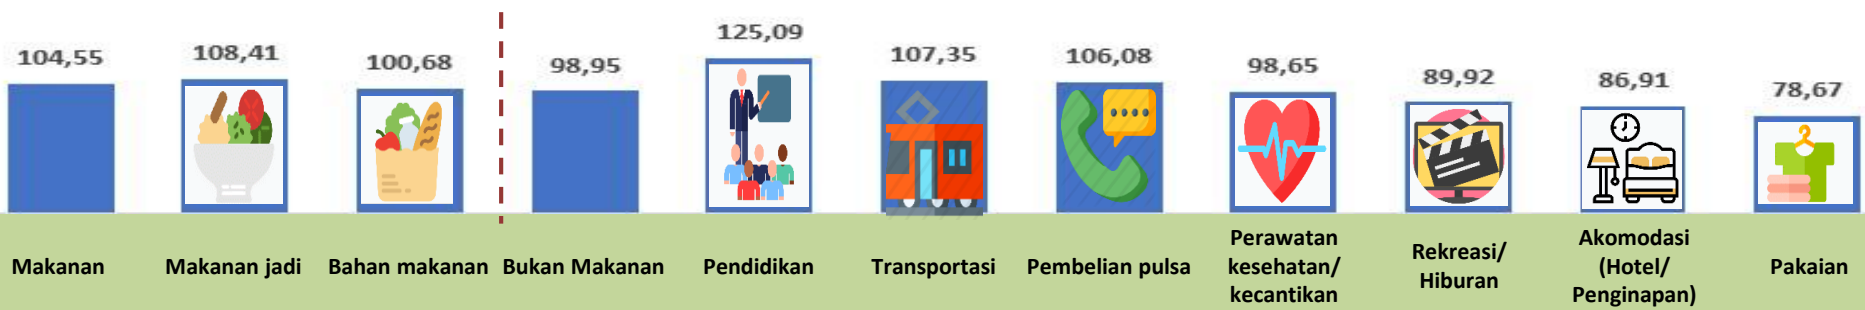 104,55
108,41
100,68
98,95
125,09
107,35
106,08
98,65
89,92
86,91
78,67
Makanan
Makanan jadi
Bahan makanan
Bukan Makanan
Pendidikan
Transportasi
Pembelian pulsa
Perawatan
kesehatan/
kecantikan
Rekreasi/
Hiburan
Akomodasi
(Hotel/
Penginapan)
Pakaian